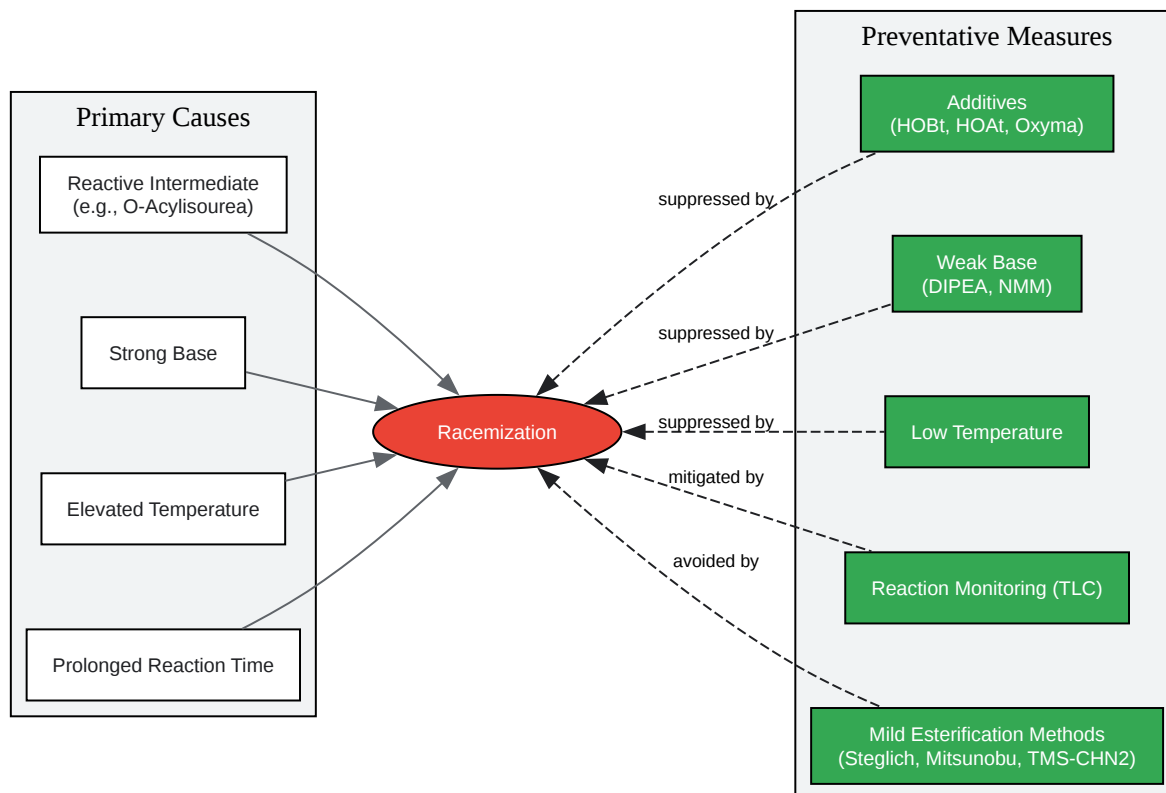 Primary Causes
Reactive Intermediate
(e.g., O-Acylisourea)
Strong Base
Elevated Temperature
Prolonged Reaction Time
Racemization
suppressed by
suppressed by
suppressed by
mitigated by
avoided by
Preventative Measures
Additives
(HOBt, HOAt, Oxyma)
Weak Base
(DIPEA, NMM)
Low Temperature
Reaction Monitoring (TLC)
Mild Esterification Methods
(Steglich, Mitsunobu, TMS-CHN2)